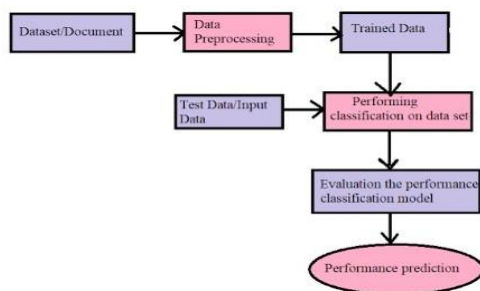 Dataset/Document
Data
Preprocessing
Trained Data
Test Data/Input
Data
Performing
classification on data set
Evaluation the performance
classification model
Performance prediction